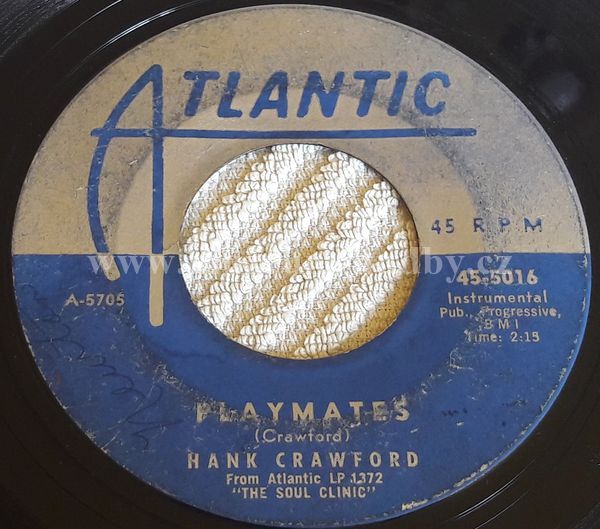 ATLANTIC
45 RPM
A-5705
45-5016
Instrumental
Pub., Progressive,
BMI
Time: 2:15
PLAYMATES
(Crawford)
HANK CRAWFORD
From Atlantic LP 1372
"THE SOUL CLINIC"